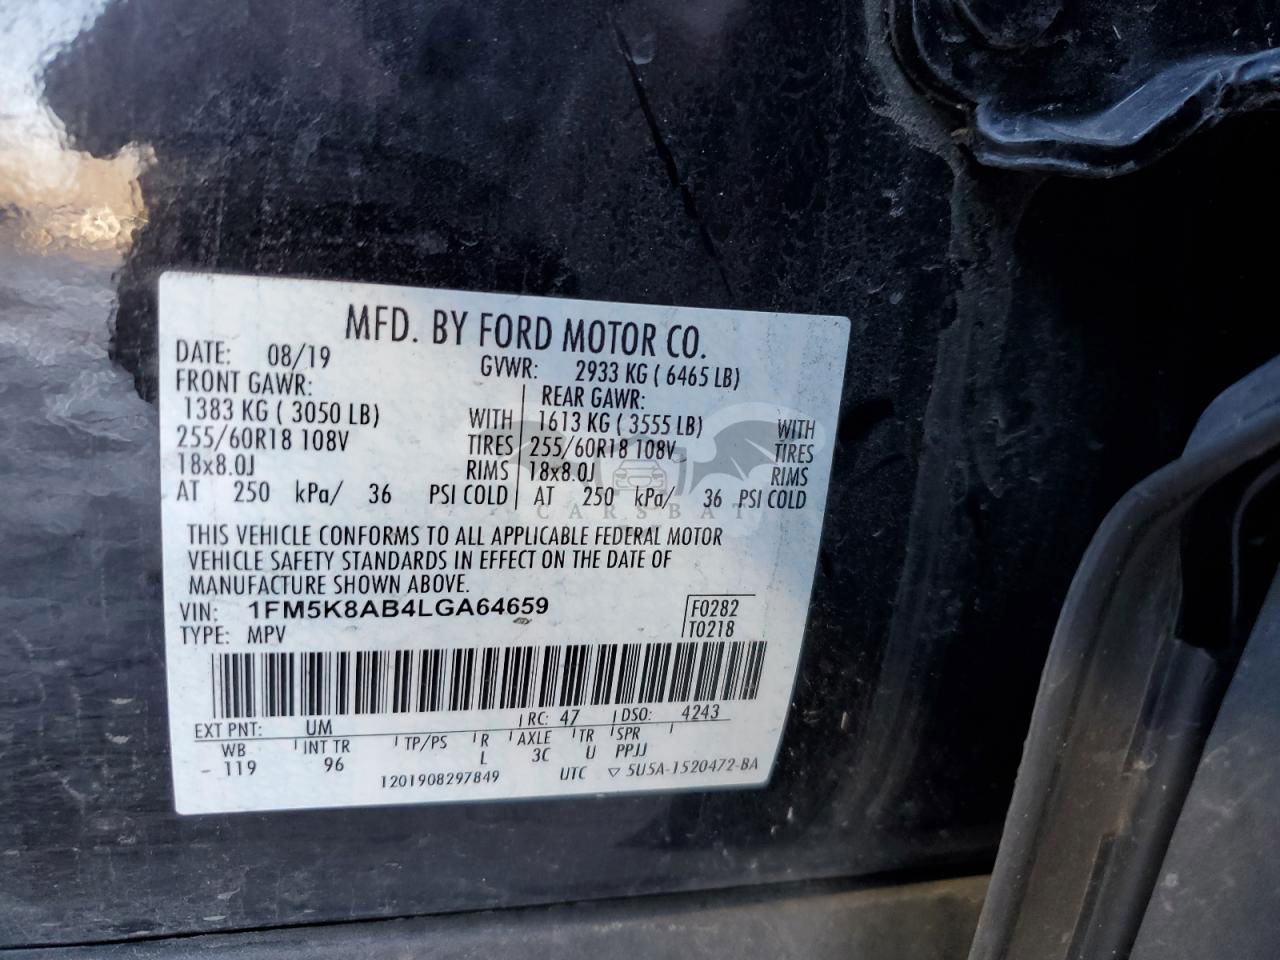 MFD. BY FORD MOTOR CO.
DATE: 08/19 GVWR: 2933 KG ( 6465 LB)
FRONT GAWR: REAR GAWR:
1383 KG ( 3050 LB) WITH 1613 KG ( 3555 LB) WITH
255/60R18 108V TIRES 255/60R18 108V TIRES
18x8.0J RIMS 18x8.0J RIMS
AT 250 kPa/ 36 PSI COLD AT 250 kPa/ 36 PSI COLD
CARSBAT
THIS VEHICLE CONFORMS TO ALL APPLICABLE FEDERAL MOTOR
VEHICLE SAFETY STANDARDS IN EFFECT ON THE DATE OF
MANUFACTURE SHOWN ABOVE.
VIN: 1FM5K8AB4LGA64659 F0282
TYPE: MPV T0218
EXT PNT: UM RC: 47 DSO: 4243
WB INT TR TP/PS R AXLE TR SPR
119 96 L 3C U PPJJ
1201908297849 UTC ▽ 5U5A-1520472-BA